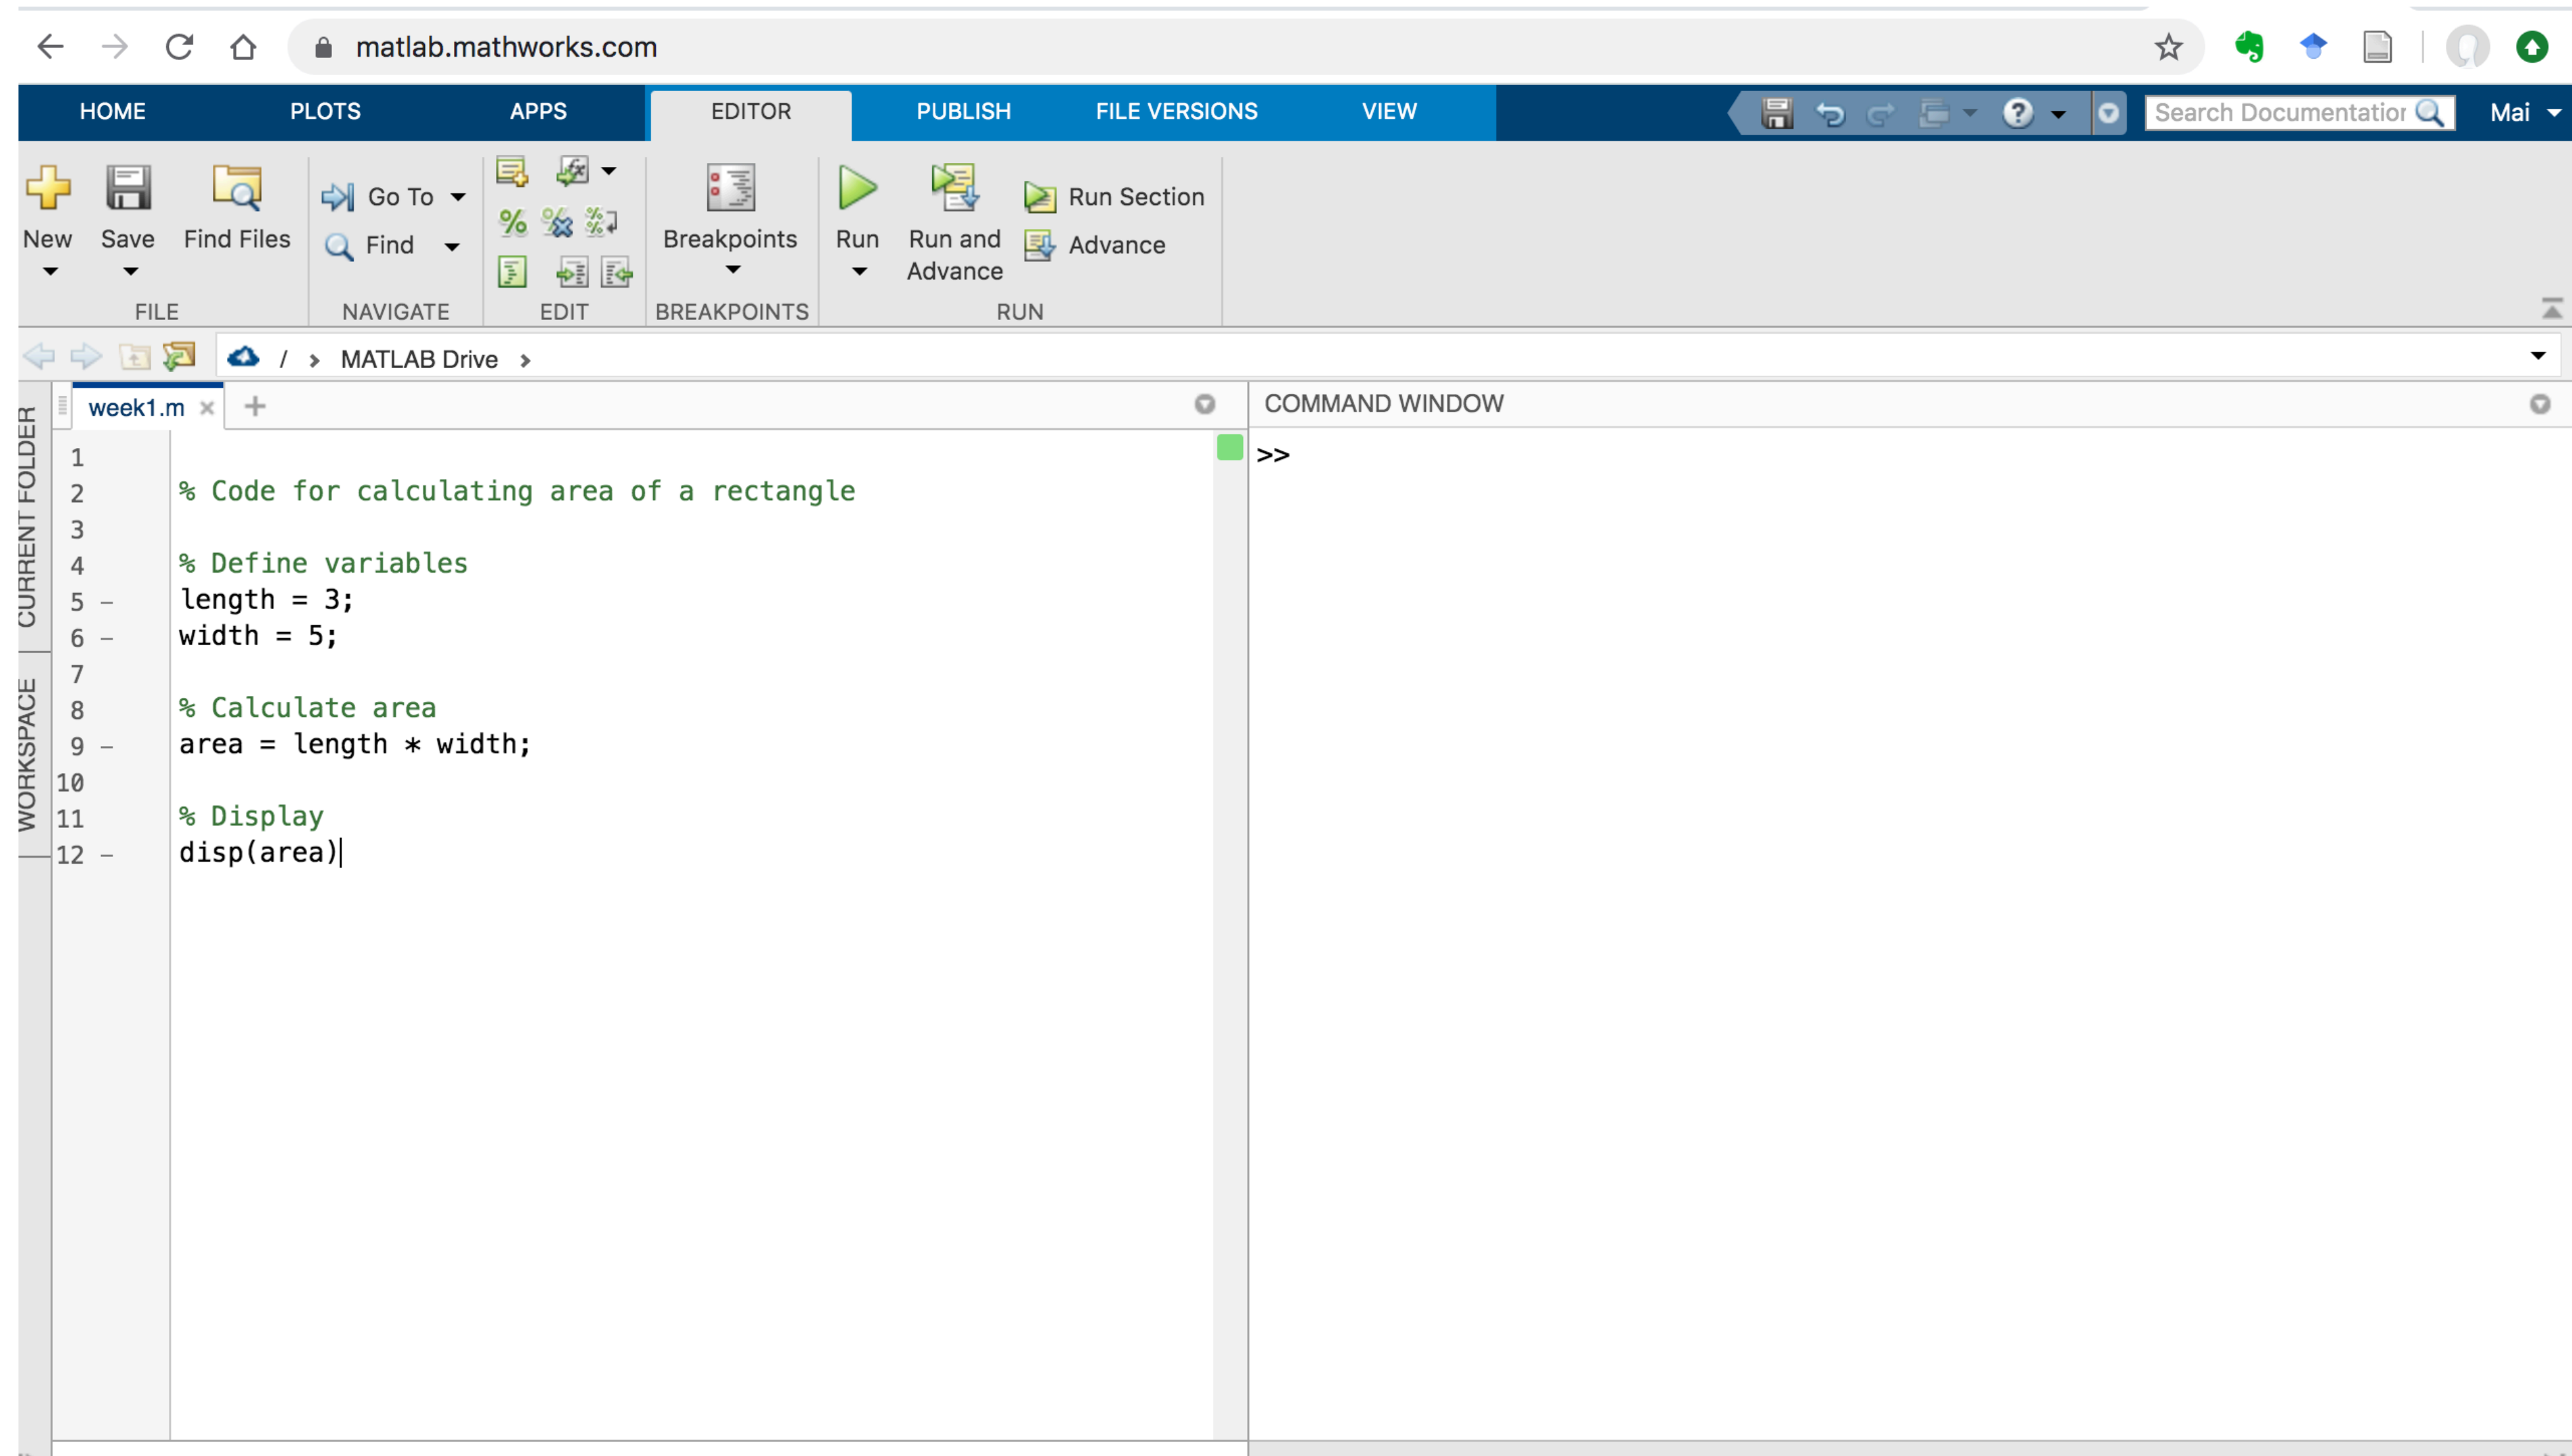 matlab.mathworks.com
HOME PLOTS APPS EDITOR PUBLISH FILE VERSIONS VIEW Search Documentation Mai
New Save Find Files Go To Find Breakpoints Run Run and Advance Run Section Advance
FILE NAVIGATE EDIT BREAKPOINTS RUN
/ > MATLAB Drive >
CURRENT FOLDER
WORKSPACE
week1.m × +
1
2 % Code for calculating area of a rectangle
3
4 % Define variables
5 – length = 3;
6 – width = 5;
7
8 % Calculate area
9 – area = length * width;
10
11 % Display
12 – disp(area)
COMMAND WINDOW
>>